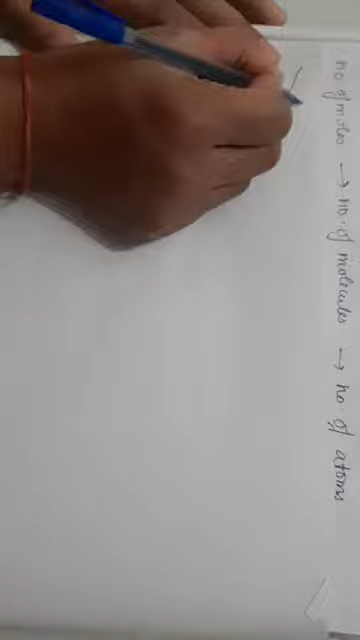 no of moles → no. of molecules → no. of atoms